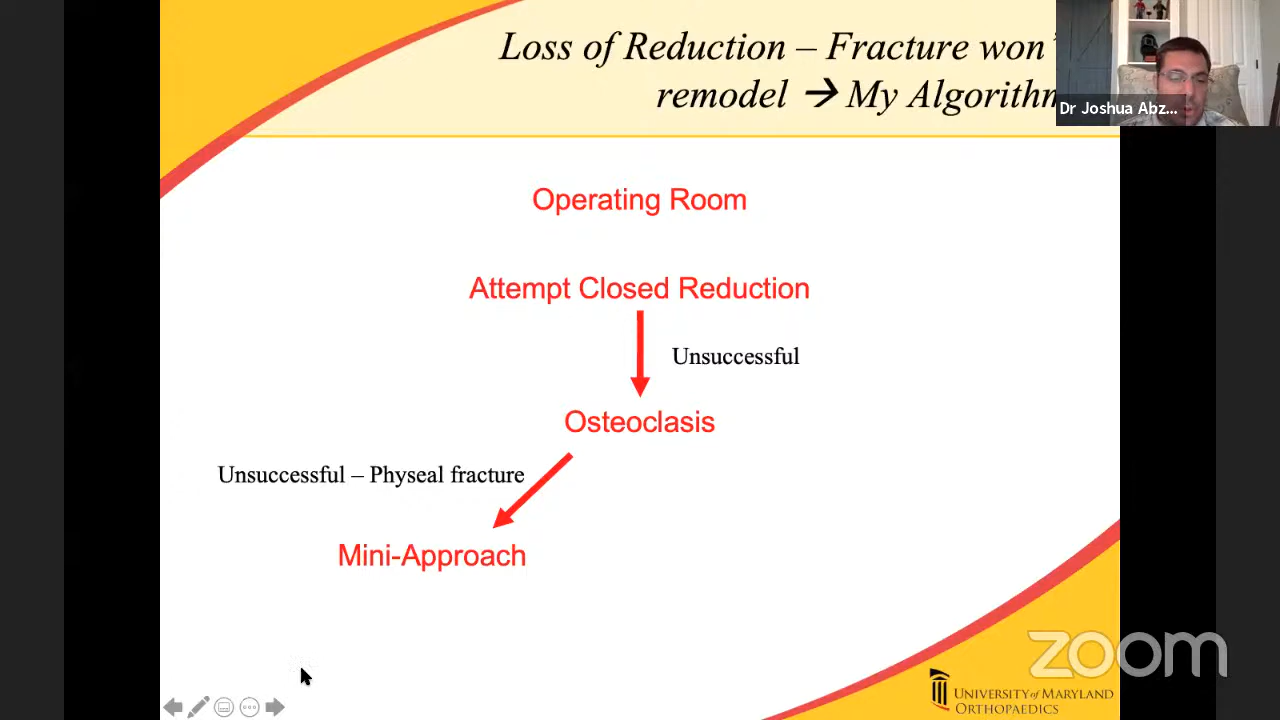 Loss of Reduction – Fracture won'
remodel → My Algorithm
Dr Joshua Abz...
Operating Room
Attempt Closed Reduction
Unsuccessful
Osteoclasis
Unsuccessful – Physeal fracture
Mini-Approach
zoom
UNIVERSITY of MARYLAND
ORTHOPAEDICS